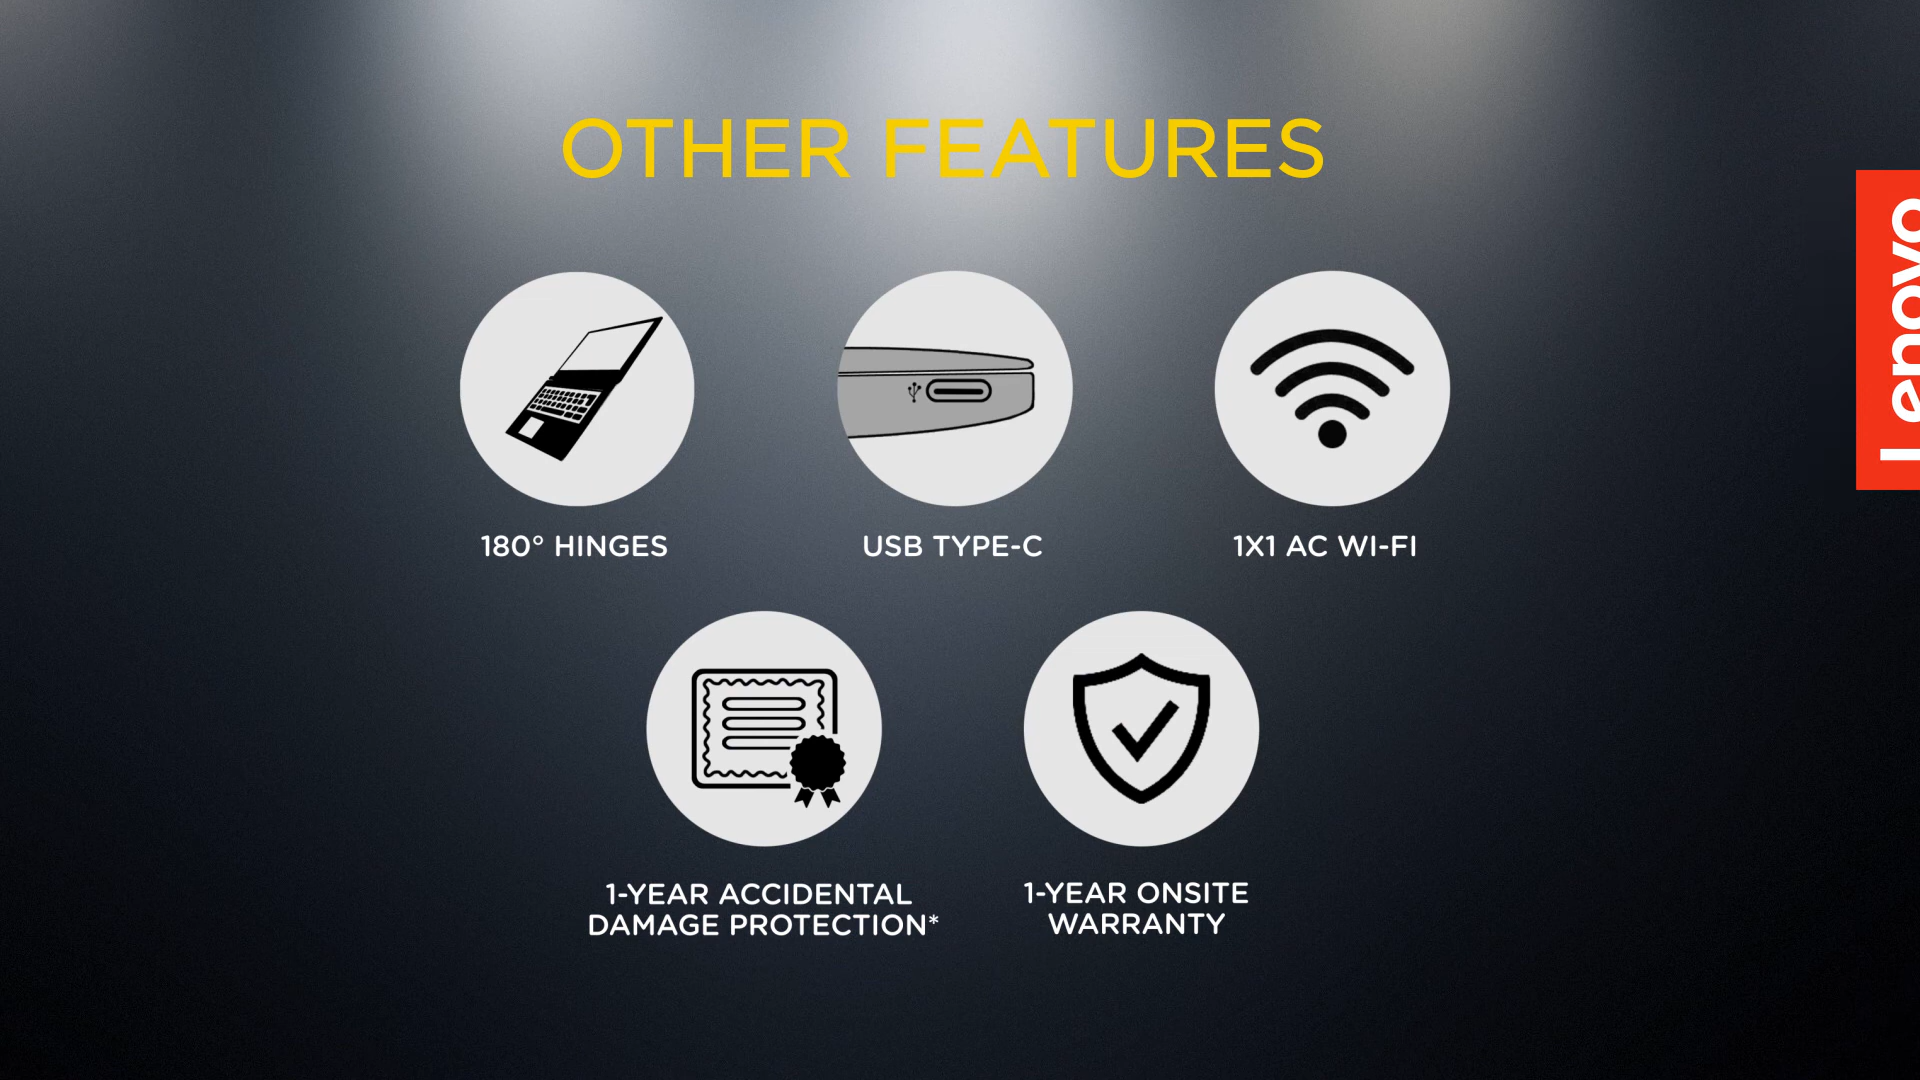 OTHER FEATURES
Lenovo
180° HINGES
USB TYPE-C
1X1 AC WI-FI
1-YEAR ACCIDENTAL
DAMAGE PROTECTION*
1-YEAR ONSITE
WARRANTY